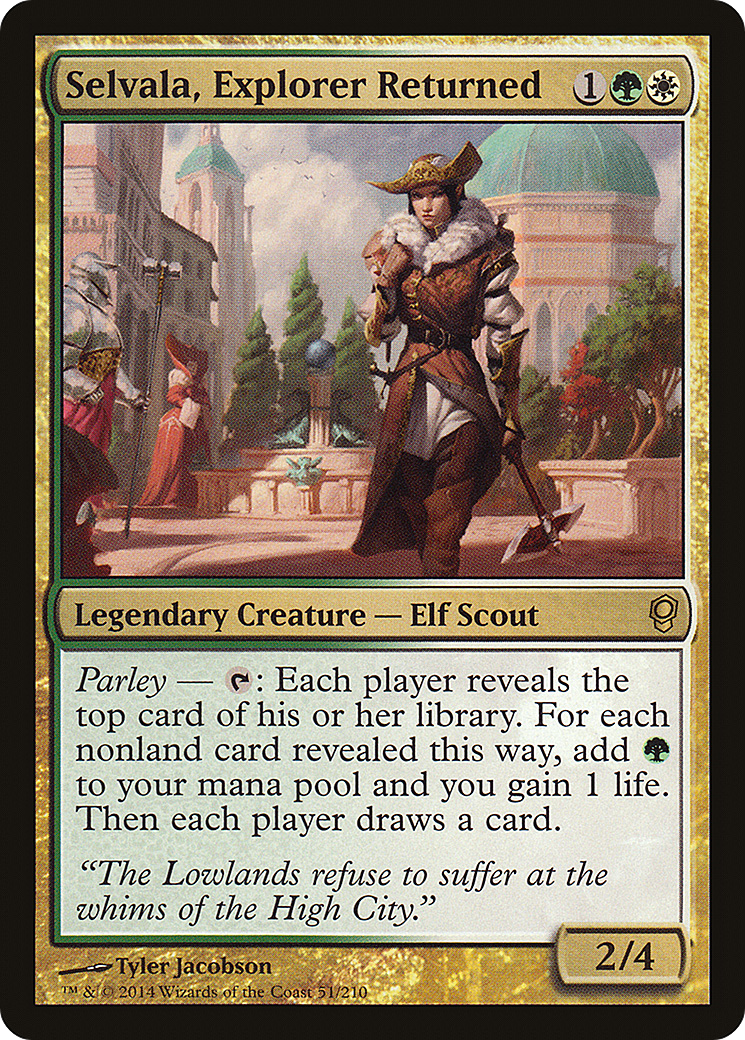 Selvala, Explorer Returned 1
Legendary Creature — Elf Scout
Parley — : Each player reveals the
top card of his or her library. For each
nonland card revealed this way, add
to your mana pool and you gain 1 life.
Then each player draws a card.
“The Lowlands refuse to suffer at the
whims of the High City.”
2/4
Tyler Jacobson
™ & © 2014 Wizards of the Coast 51/210